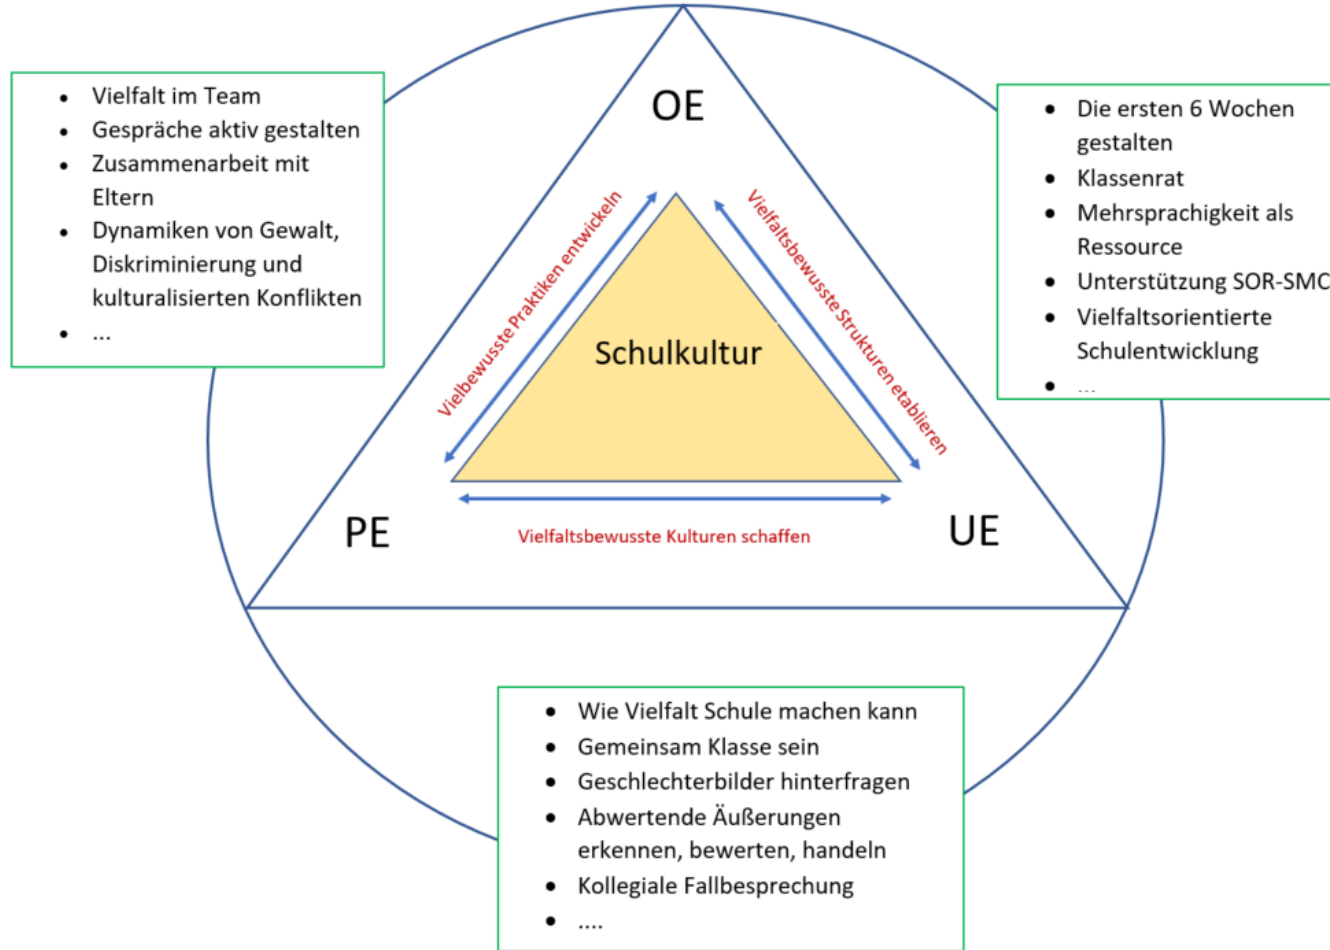 OE
• Vielfalt im Team
• Gespräche aktiv gestalten
• Zusammenarbeit mit
Eltern
• Dynamiken von Gewalt,
Diskriminierung und
kulturalisierten Konflikten
• ...
• Die ersten 6 Wochen
gestalten
• Klassenrat
• Mehrsprachigkeit als
Ressource
• Unterstützung SOR-SMC
• Vielfaltsorientierte
Schulentwicklung
• ...
Vielbewusste Praktiken entwickeln
Vielfaltsbewusste Strukturen etablieren
Schulkultur
PE
UE
Vielfaltsbewusste Kulturen schaffen
• Wie Vielfalt Schule machen kann
• Gemeinsam Klasse sein
• Geschlechterbilder hinterfragen
• Abwertende Äußerungen
erkennen, bewerten, handeln
• Kollegiale Fallbesprechung
• ....